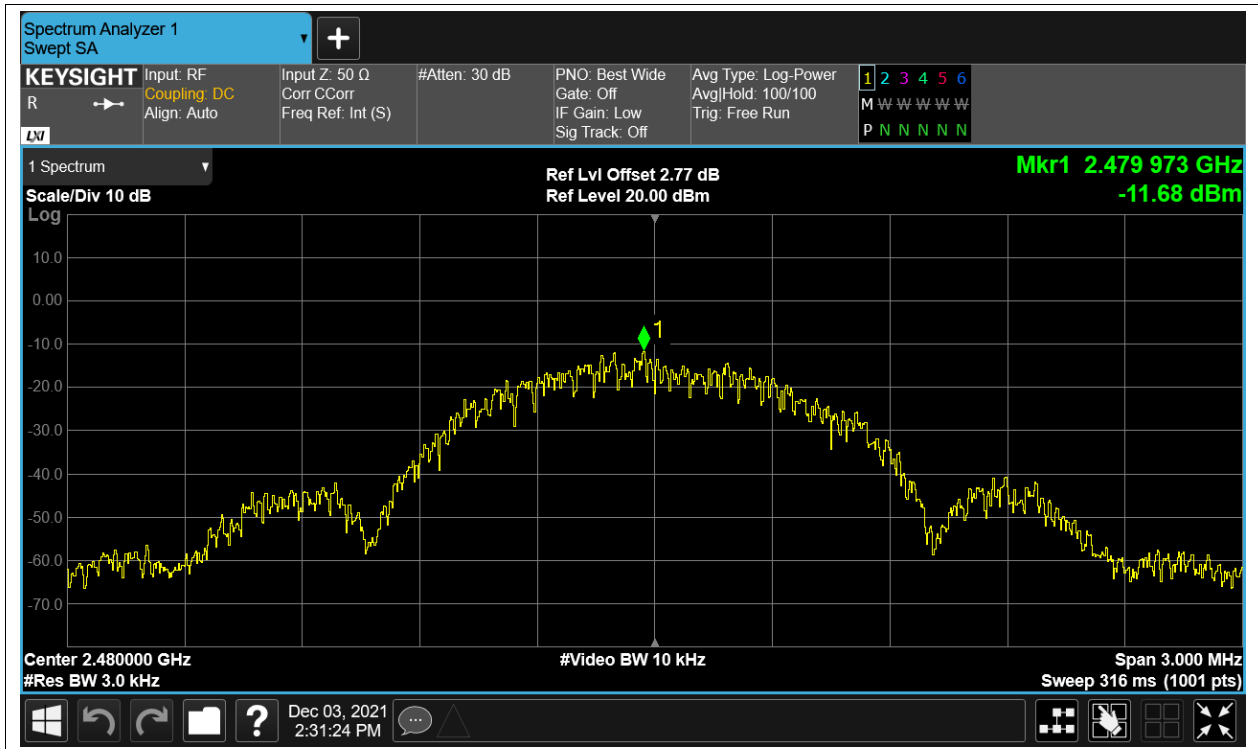 Spectrum Analyzer 1
Swept SA
+
KEYSIGHT
R
LXI
Input: RF
Coupling: DC
Align: Auto
Input Z: 50 Ω
Corr CCorr
Freq Ref: Int (S)
#Atten: 30 dB
PNO: Best Wide
Gate: Off
IF Gain: Low
Sig Track: Off
Avg Type: Log-Power
Avg|Hold: 100/100
Trig: Free Run
1 2 3 4 5 6
M W W W W W W
P N N N N N N
1 Spectrum
Scale/Div 10 dB
Log
Ref Lvl Offset 2.77 dB
Ref Level 20.00 dBm
Mkr1 2.479 973 GHz
-11.68 dBm
10.0
0.00
-10.0
-20.0
-30.0
-40.0
-50.0
-60.0
-70.0
1
Center 2.480000 GHz
#Res BW 3.0 kHz
#Video BW 10 kHz
Span 3.000 MHz
Sweep 316 ms (1001 pts)
?
Dec 03, 2021
2:31:24 PM